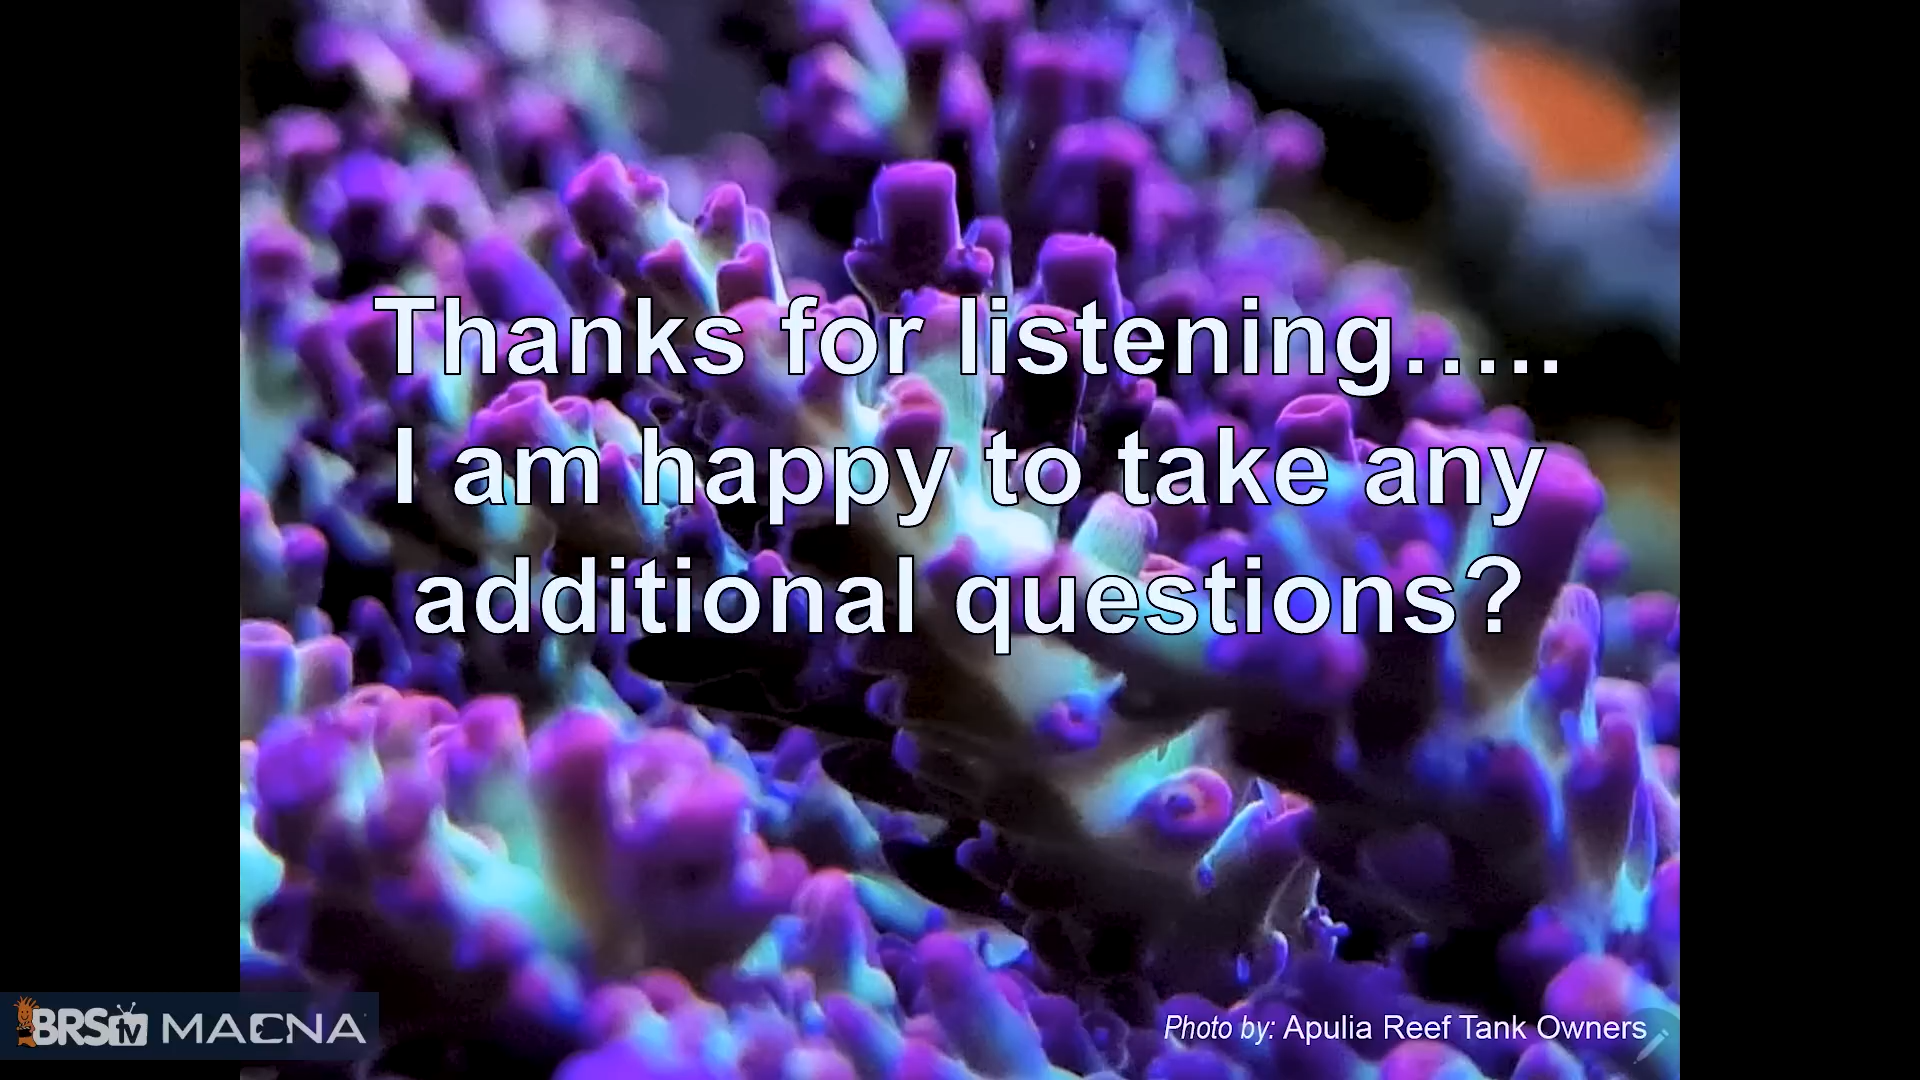 Thanks for listening.....
I am happy to take any
additional questions?
Photo by: Apulia Reef Tank Owners
BRStv MACNA